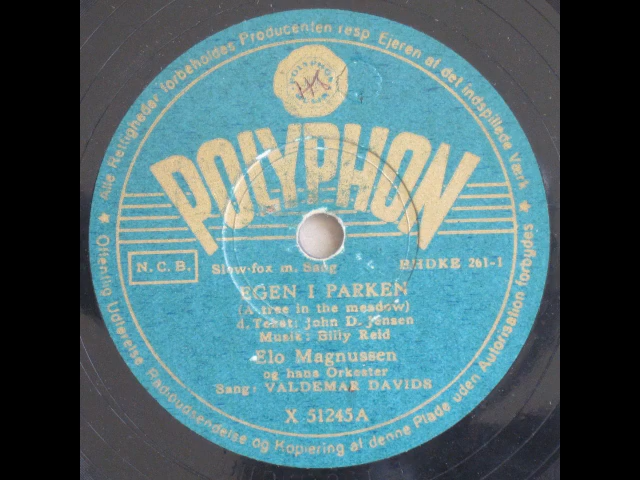 ★ Alle Rettigheder forbeholdes Producenten resp. Ejeren af det indspillede Værk ★
Offentlig Udførelse Radioudsendelse og Kopiering af denne Plade uden Autorisation forbydes
POLYPHON
POLYPHON
N. C. B.
Slow-fox m. Sang
BHDKE 261-1
EGEN I PARKEN
(A tree in the meadow)
d. Tekst: John D. Jensen
Musik: Billy Reid
Elo Magnussen
og hans Orkester
Sang: VALDEMAR DAVIDS
X 51245A